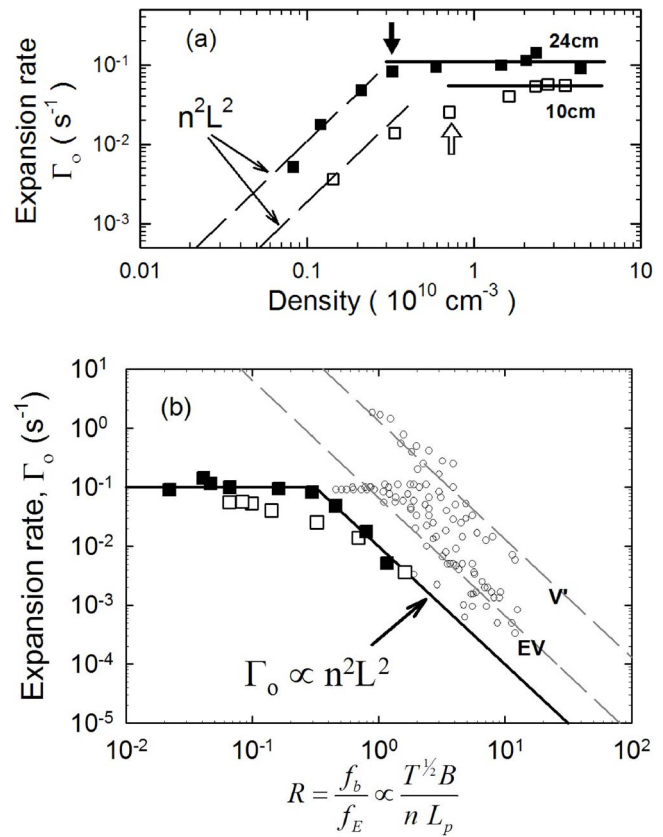 (a)
24cm
10cm
n²L²
Expansion rate
Γₒ ( s⁻¹)
10⁻¹
10⁻²
10⁻³
0.01 0.1 1 10
Density ( 10¹⁰ cm⁻³ )
(b)
Expansion rate, Γₒ (s⁻¹)
10¹
10⁰
10⁻¹
10⁻²
10⁻³
10⁻⁴
10⁻⁵
V'
EV
Γₒ ∝ n²L²
10⁻² 10⁻¹ 10⁰ 10¹ 10²
R = f_b / f_E ∝ T^½ B / n L_p